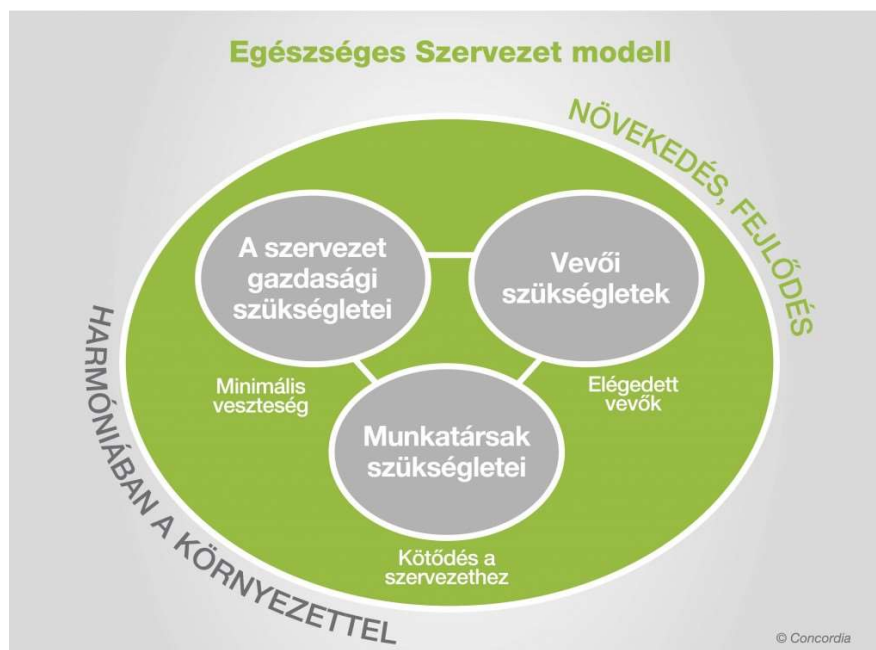 Egészséges Szervezet modell
NÖVEKEDÉS, FEJLŐDÉS
A szervezet
gazdasági
szükségletei
Vevői
szükségletek
Minimális
veszteség
Elégedett
vevők
Munkatársak
szükségletei
Kötődés a
szervezethez
HARMÓNIÁBAN A KÖRNYEZETTEL
© Concordia